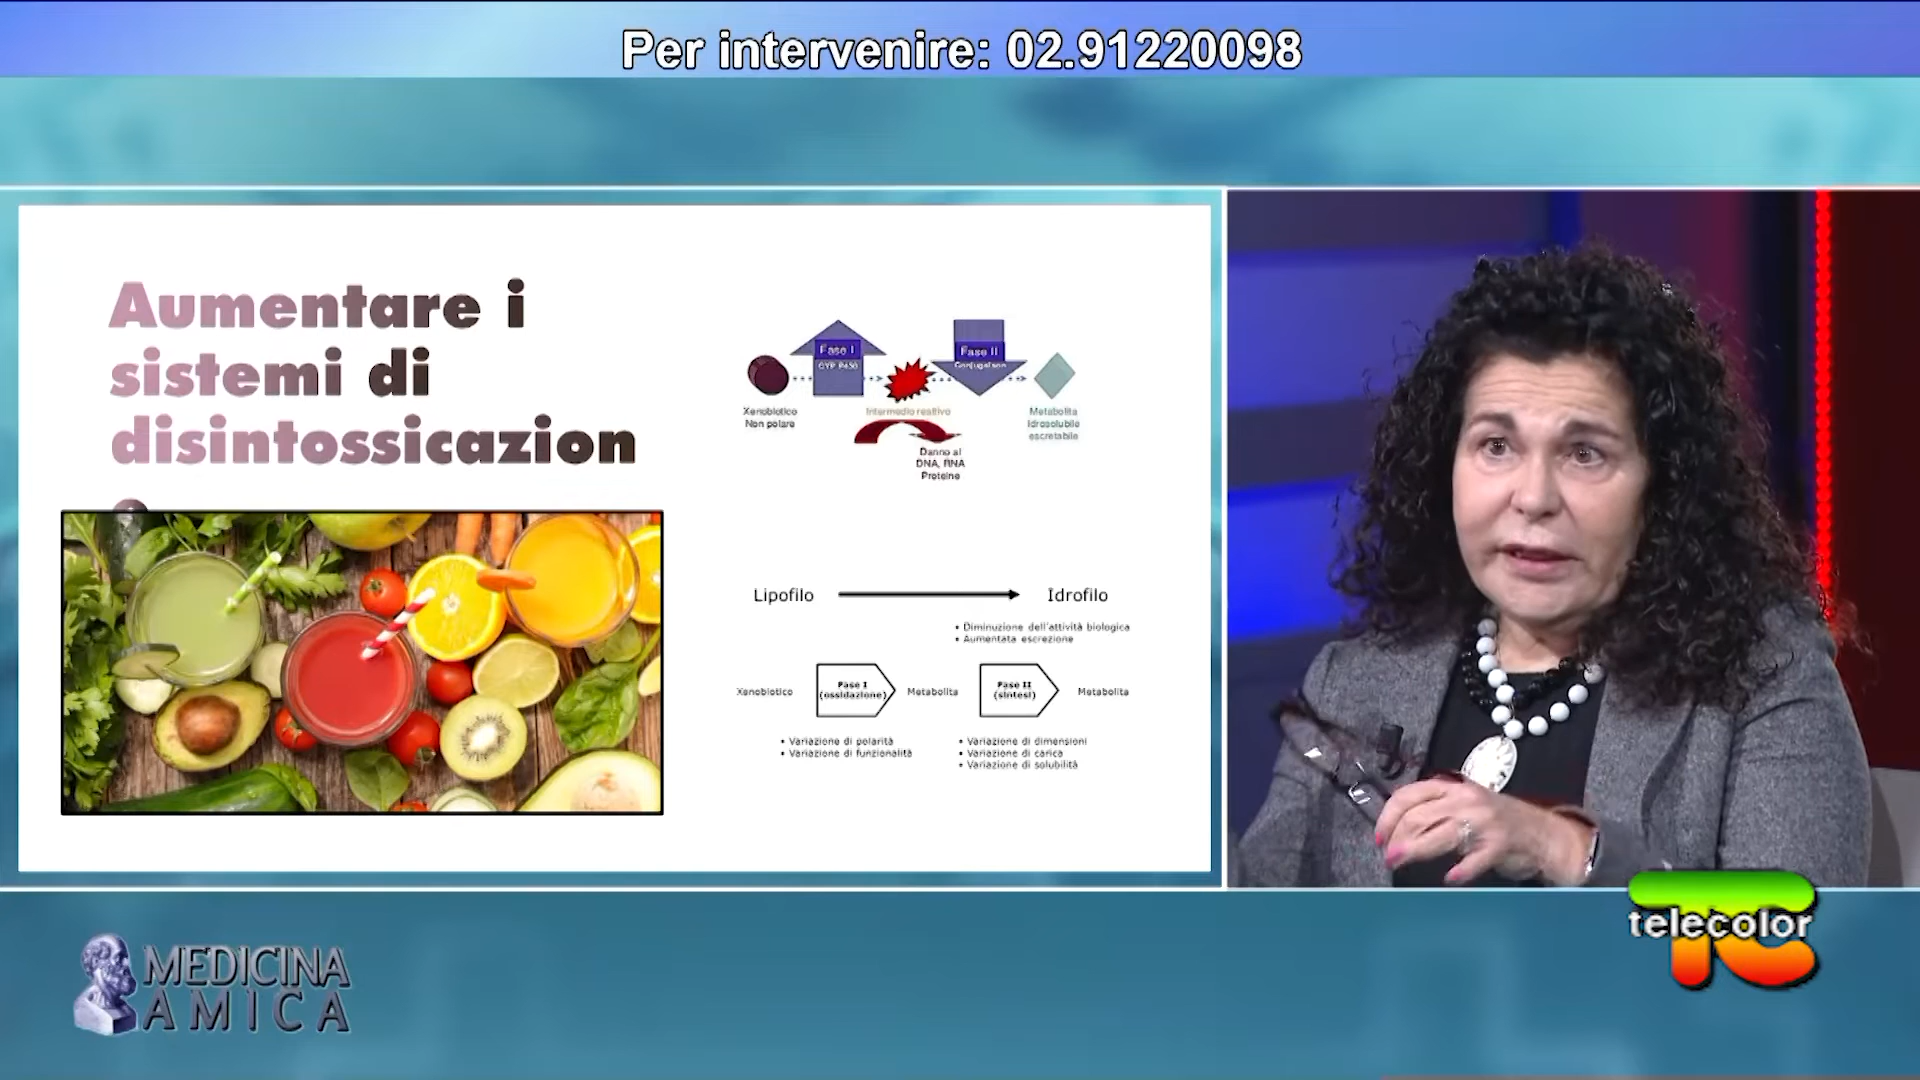 Per intervenire: 02.91220098
Aumentare i
sistemi di
disintossicazion
e
Fase I
CYP P450
Fase II
Conjugation
Xenobiotico
Non polare
Intermedio reattivo
Metabolita
Idrosolubile
escretabile
Danno al
DNA, RNA
Proteine
Lipofilo
Idrofilo
• Diminuzione dell'attività biologica
• Aumentata escrezione
Xenobiotico
Fase I
(ossidazione)
Metabolita
Fase II
(sintesi)
Metabolita
• Variazione di polarità
• Variazione di funzionalità
• Variazione di dimensioni
• Variazione di carica
• Variazione di solubilità
telecolor
TC
MEDICINA
AMICA